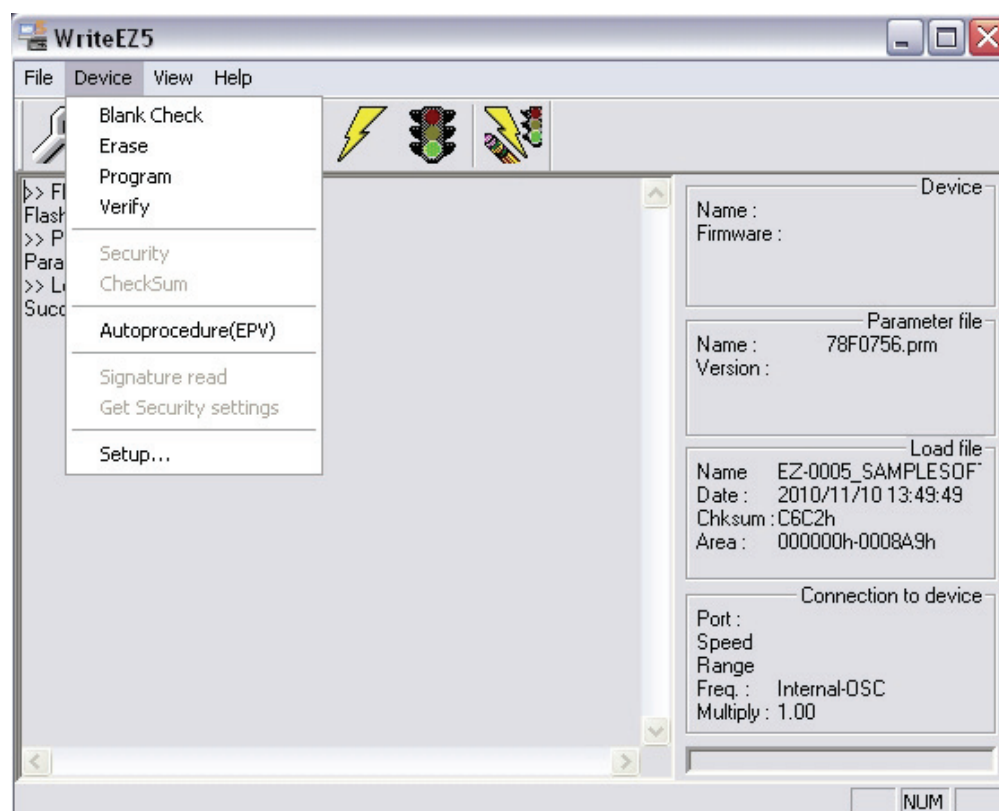 WriteEZ5
File Device View Help
Blank Check
Erase
Program
Verify
Security
CheckSum
Autoprocedure(EPV)
Signature read
Get Security settings
Setup...
>> Fl
Flash
>> P
Para
>> L
Succ
Device
Name :
Firmware :
Parameter file
Name : 78F0756.prm
Version :
Load file
Name EZ-0005_SAMPLESOF
Date : 2010/11/10 13:49:49
Chksum : C6C2h
Area : 000000h-0008A9h
Connection to device
Port :
Speed
Range
Freq. : Internal-OSC
Multiply : 1.00
NUM